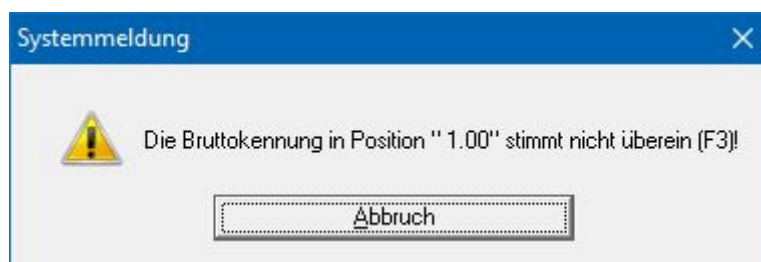 Systemmeldung
Die Bruttokennung in Position " 1.00" stimmt nicht überein (F3)!
Abbruch